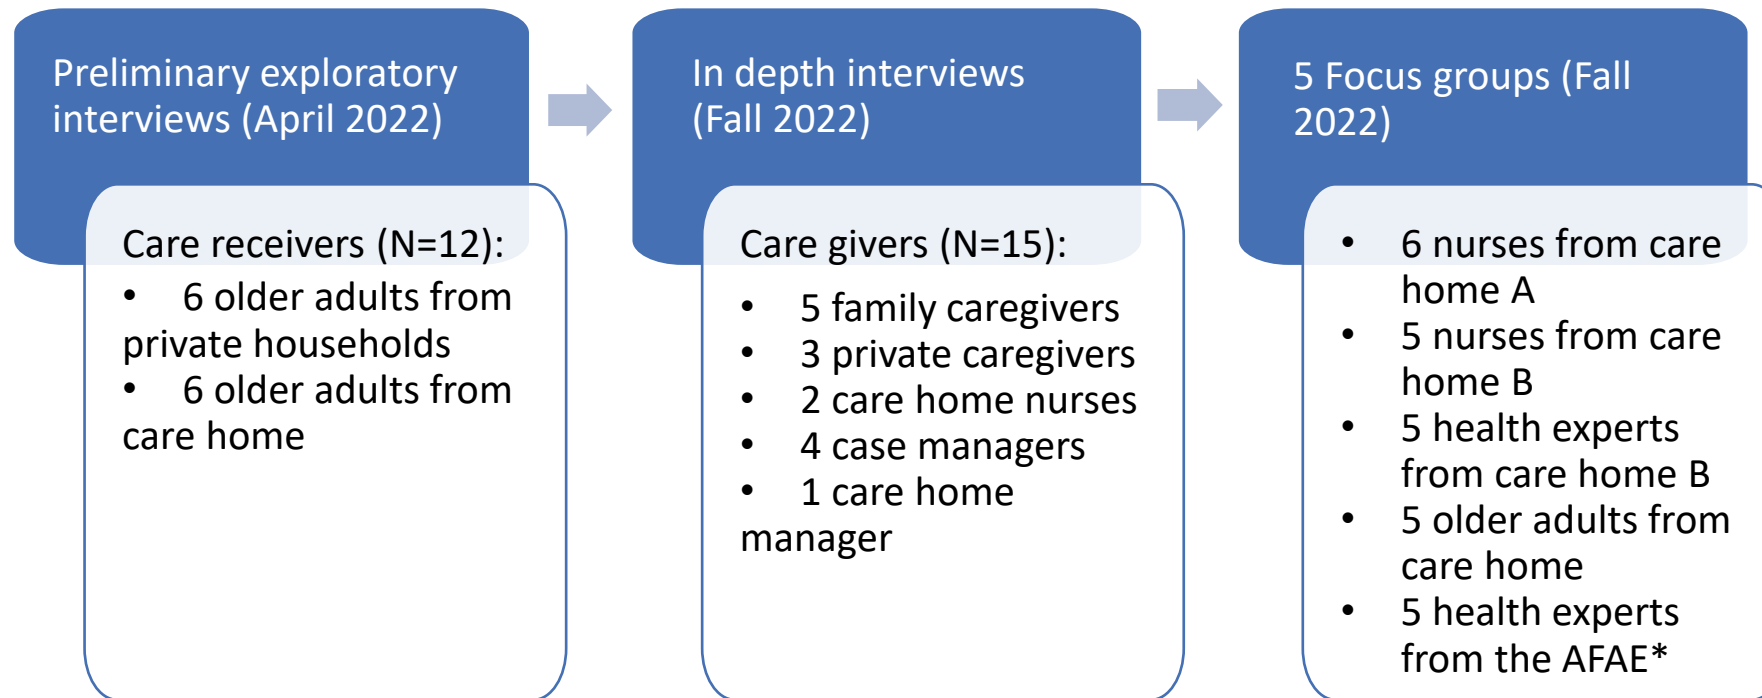 Preliminary exploratory
interviews (April 2022)
Care receivers (N=12):
• 6 older adults from
private households
• 6 older adults from
care home
In depth interviews
(Fall 2022)
Care givers (N=15):
• 5 family caregivers
• 3 private caregivers
• 2 care home nurses
• 4 case managers
• 1 care home
manager
5 Focus groups (Fall
2022)
• 6 nurses from care
home A
• 5 nurses from care
home B
• 5 health experts
from care home B
• 5 older adults from
care home
• 5 health experts
from the AFAE*